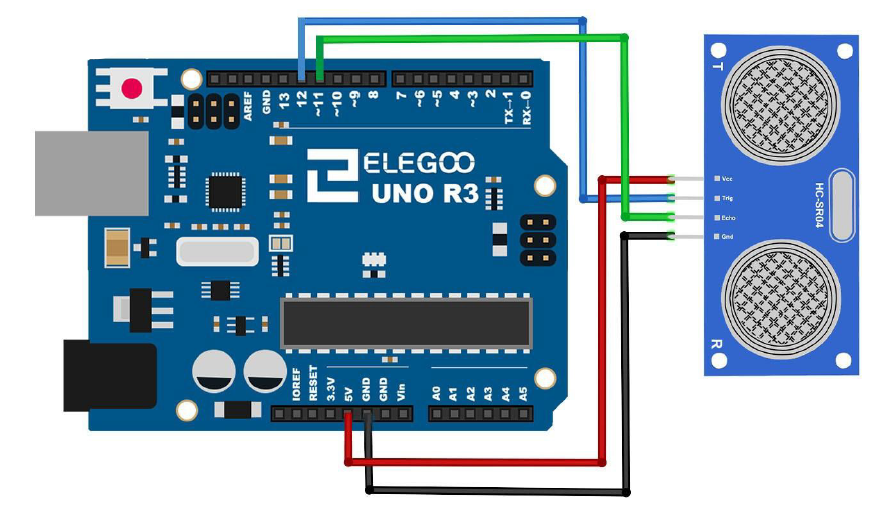 AREF
GND
13
12
~11
~10
~9
8
7
~6
~5
4
~3
2
TX→1
RX←0
ELEGOO
UNO R3
IOREF
RESET
3.3V
5V
GND
GND
Vin
A0
A1
A2
A3
A4
A5
T
Vcc
Trig
Echo
Gnd
HC-SR04
R